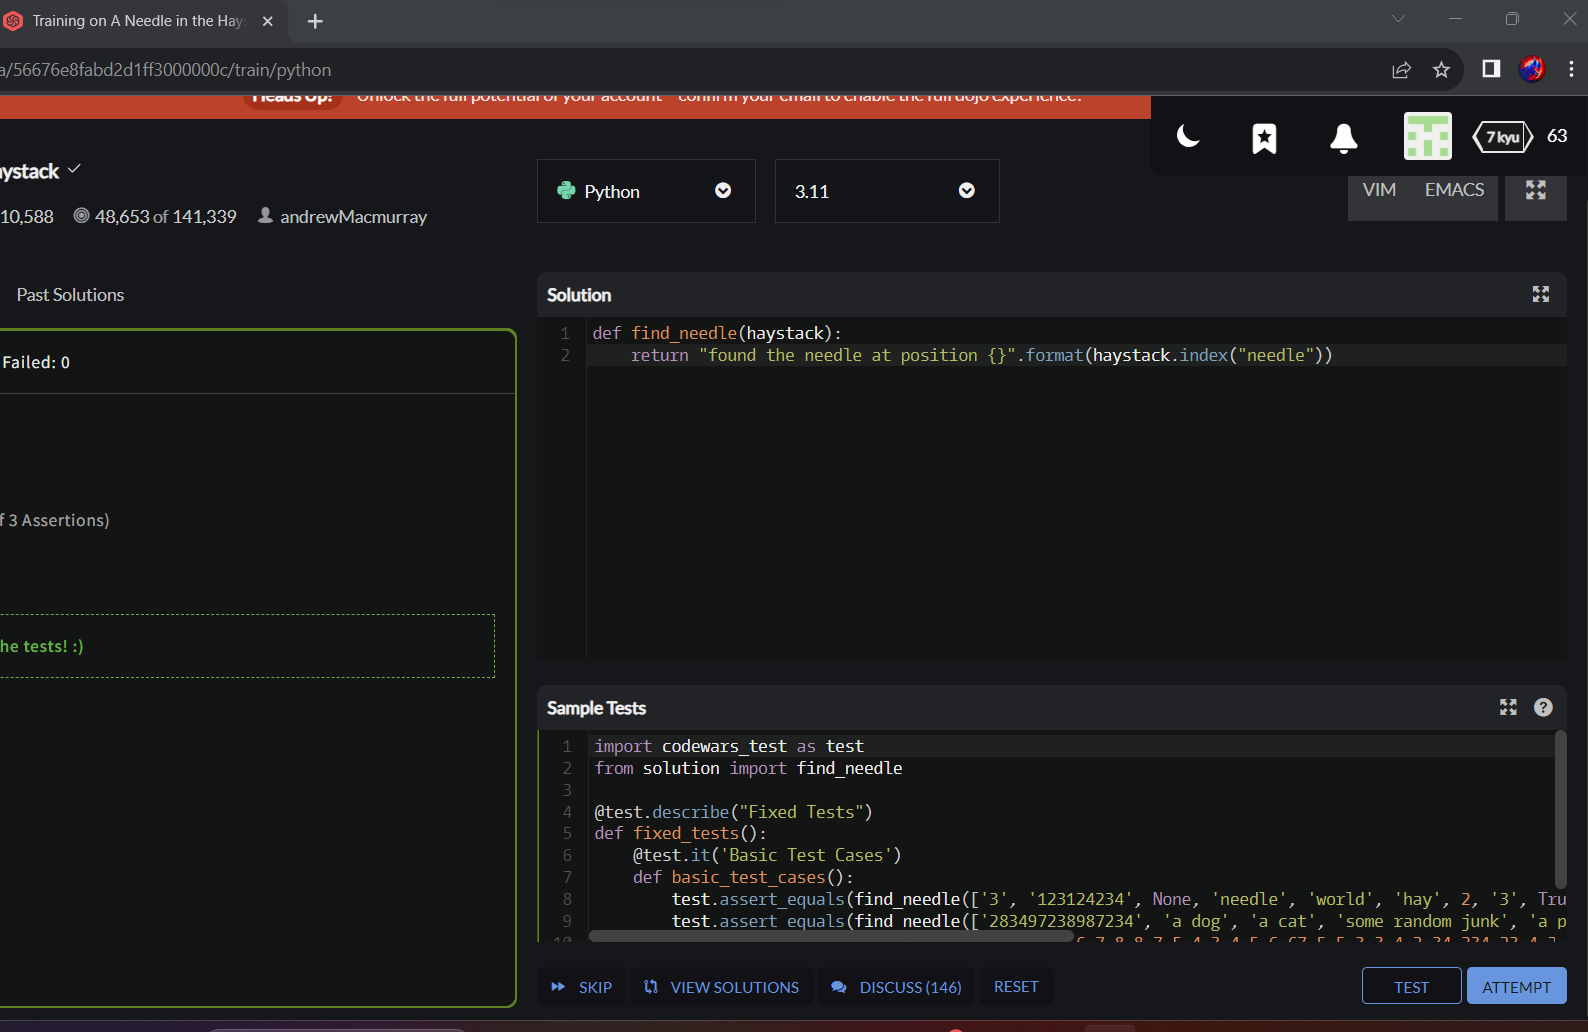 Training on A Needle in the Hay
a/56676e8fabd2d1ff3000000c/train/python
Heads Up! Unlock the full potential of your account - confirm your email to enable the full dojo experience.
7 kyu 63
aystack
10,588 48,653 of 141,339 andrewMacmurray
Python
3.11
VIM EMACS
Past Solutions
Failed: 0
f 3 Assertions)
he tests! :)
Solution
1 def find_needle(haystack):
2 return "found the needle at position {}".format(haystack.index("needle"))
Sample Tests
1 import codewars_test as test
2 from solution import find_needle
3
4 @test.describe("Fixed Tests")
5 def fixed_tests():
6 @test.it('Basic Test Cases')
7 def basic_test_cases():
8 test.assert_equals(find_needle(['3', '123124234', None, 'needle', 'world', 'hay', 2, '3', Tru
9 test.assert_equals(find_needle(['283497238987234', 'a dog', 'a cat', 'some random junk', 'a p
10
SKIP VIEW SOLUTIONS DISCUSS (146) RESET
TEST ATTEMPT